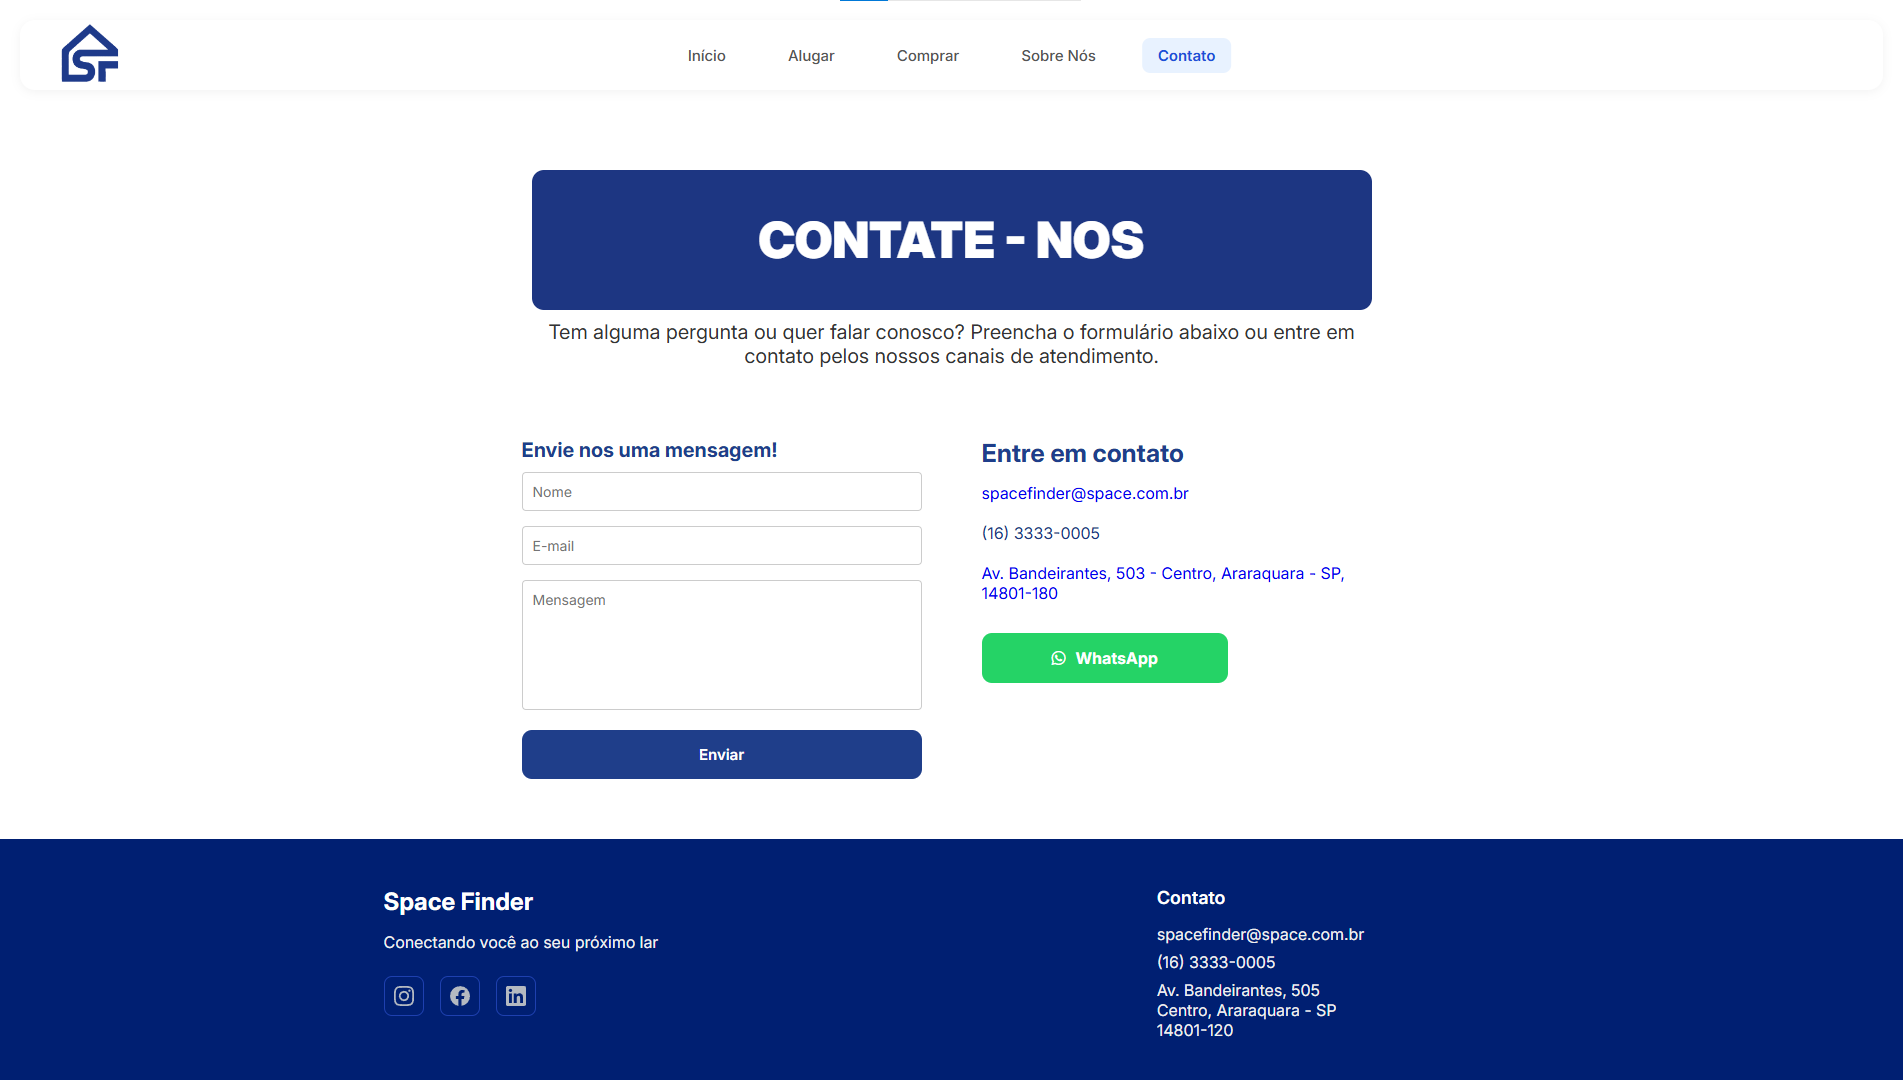 SF
Início
Alugar
Comprar
Sobre Nós
Contato
CONTATE - NOS
Tem alguma pergunta ou quer falar conosco? Preencha o formulário abaixo ou entre em
contato pelos nossos canais de atendimento.
Envie nos uma mensagem!
Nome
E-mail
Mensagem
Enviar
Entre em contato
spacefinder@space.com.br
(16) 3333-0005
Av. Bandeirantes, 503 - Centro, Araraquara - SP,
14801-180
WhatsApp
Space Finder
Conectando você ao seu próximo lar
Contato
spacefinder@space.com.br
(16) 3333-0005
Av. Bandeirantes, 505
Centro, Araraquara - SP
14801-120